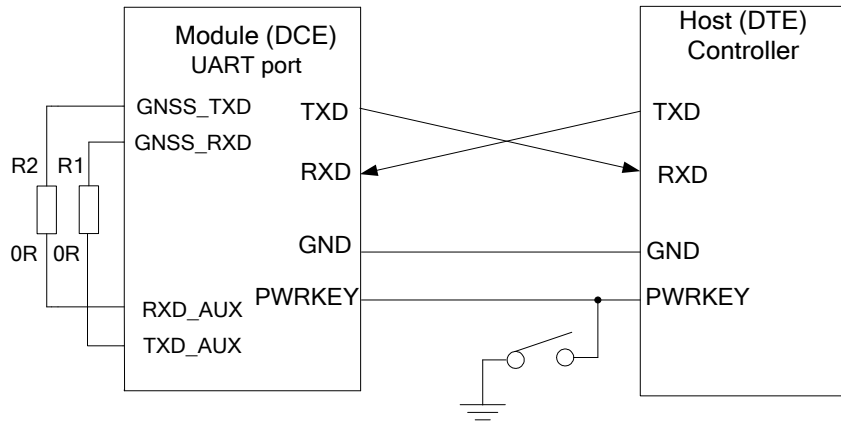 Module (DCE)
UART port
GNSS_TXD
GNSS_RXD
TXD
RXD
GND
PWRKEY
RXD_AUX
TXD_AUX
R2
R1
0R
0R
Host (DTE)
Controller
TXD
RXD
GND
PWRKEY